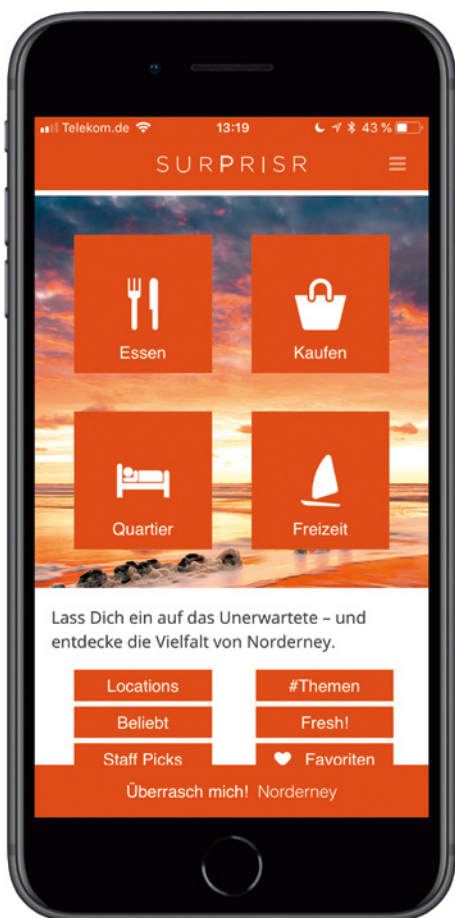 Telekom.de 13:19 43 %
SURPRISR
Essen Kaufen
Quartier Freizeit
Lass Dich ein auf das Unerwartete – und
entdecke die Vielfalt von Norderney.
Locations #Themen
Beliebt Fresh!
Staff Picks Favoriten
Überrasch mich! Norderney